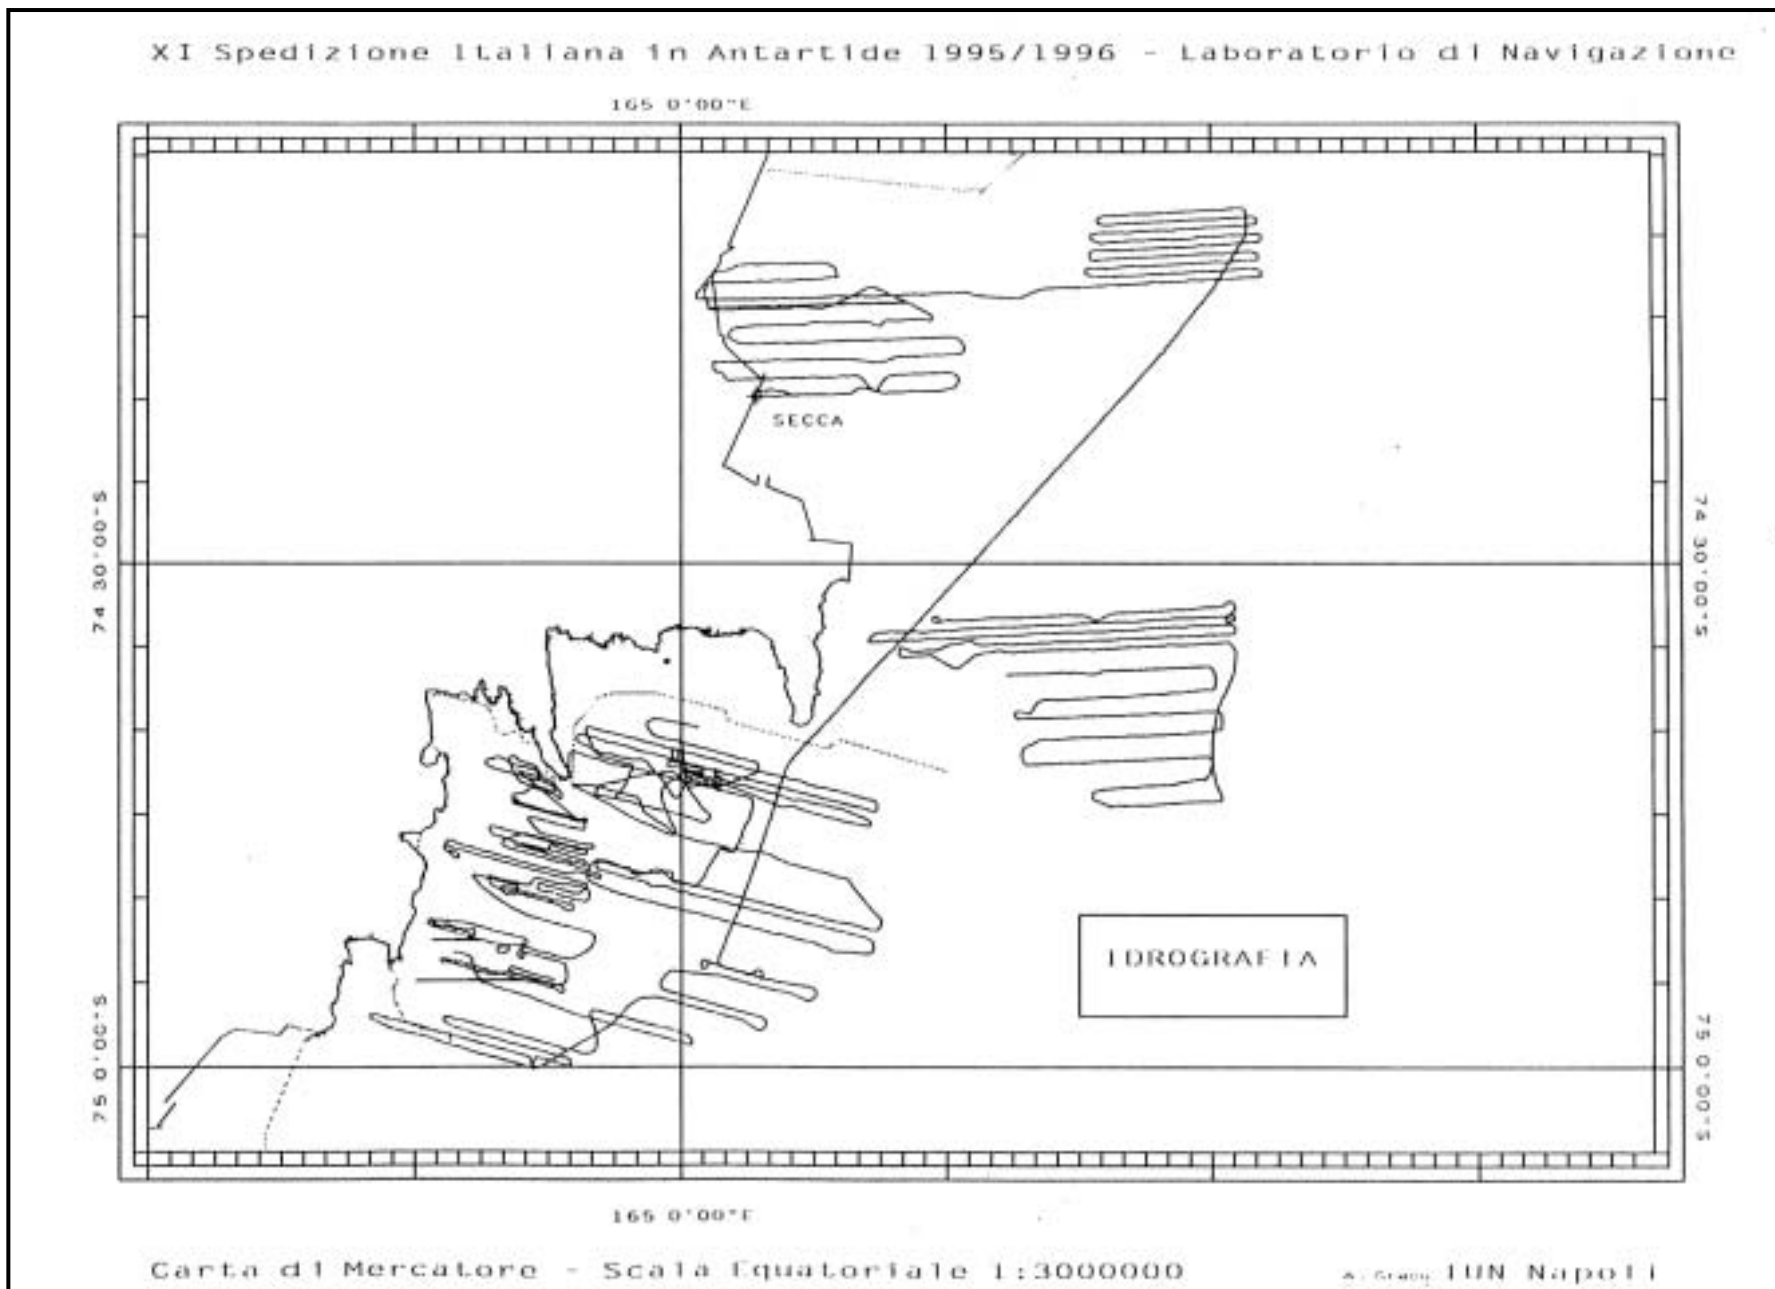 XI Spedizione Italiana in Antartide 1995/1996 - Laboratorio di Navigazione
165 0'00"E
SECCA
74 30'00"S
74 30'00"S
IDROGRAFIA
75 0'00"S
75 0'00"S
165 0'00"E
Carta di Mercatore - Scala Equatoriale 1:3000000
IUN Napoli